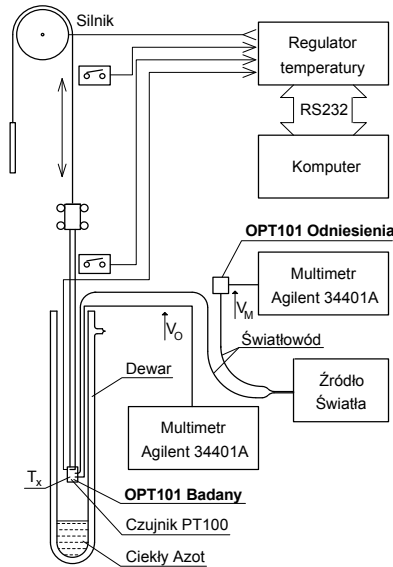 Silnik
Regulator
temperatury
RS232
Komputer
OPT101 Odniesienia
Multimetr
Agilent 34401A
V_M
V_O
Światłowód
Dewar
Źródło
Światła
Multimetr
Agilent 34401A
T_x
OPT101 Badany
Czujnik PT100
Ciekły Azot